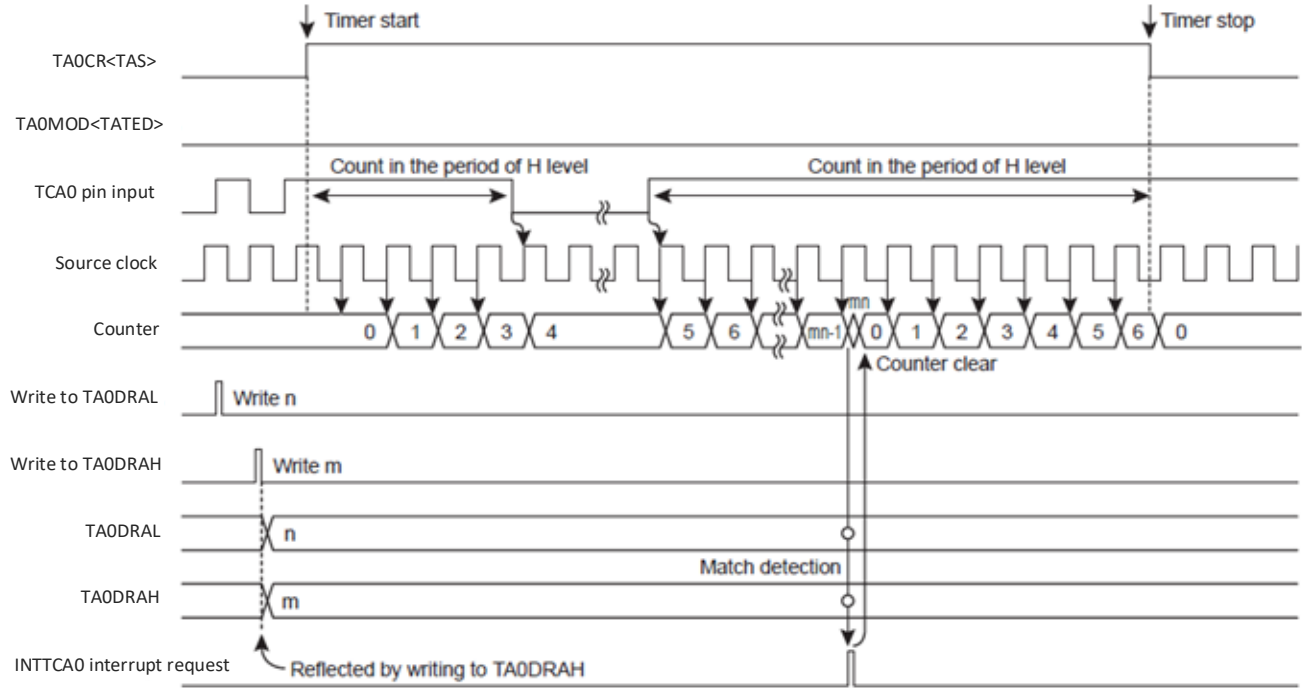 Timer start
Timer stop
TA0CR<TAS>
TA0MOD<TATED>
Count in the period of H level
Count in the period of H level
TCA0 pin input
Source clock
mn
Counter
0 1 2 3 4 5 6 mn-1 0 1 2 3 4 5 6 0
Counter clear
Write to TA0DRAL
Write n
Write to TA0DRAH
Write m
TA0DRAL
n
Match detection
TA0DRAH
m
INTTCA0 interrupt request
Reflected by writing to TA0DRAH